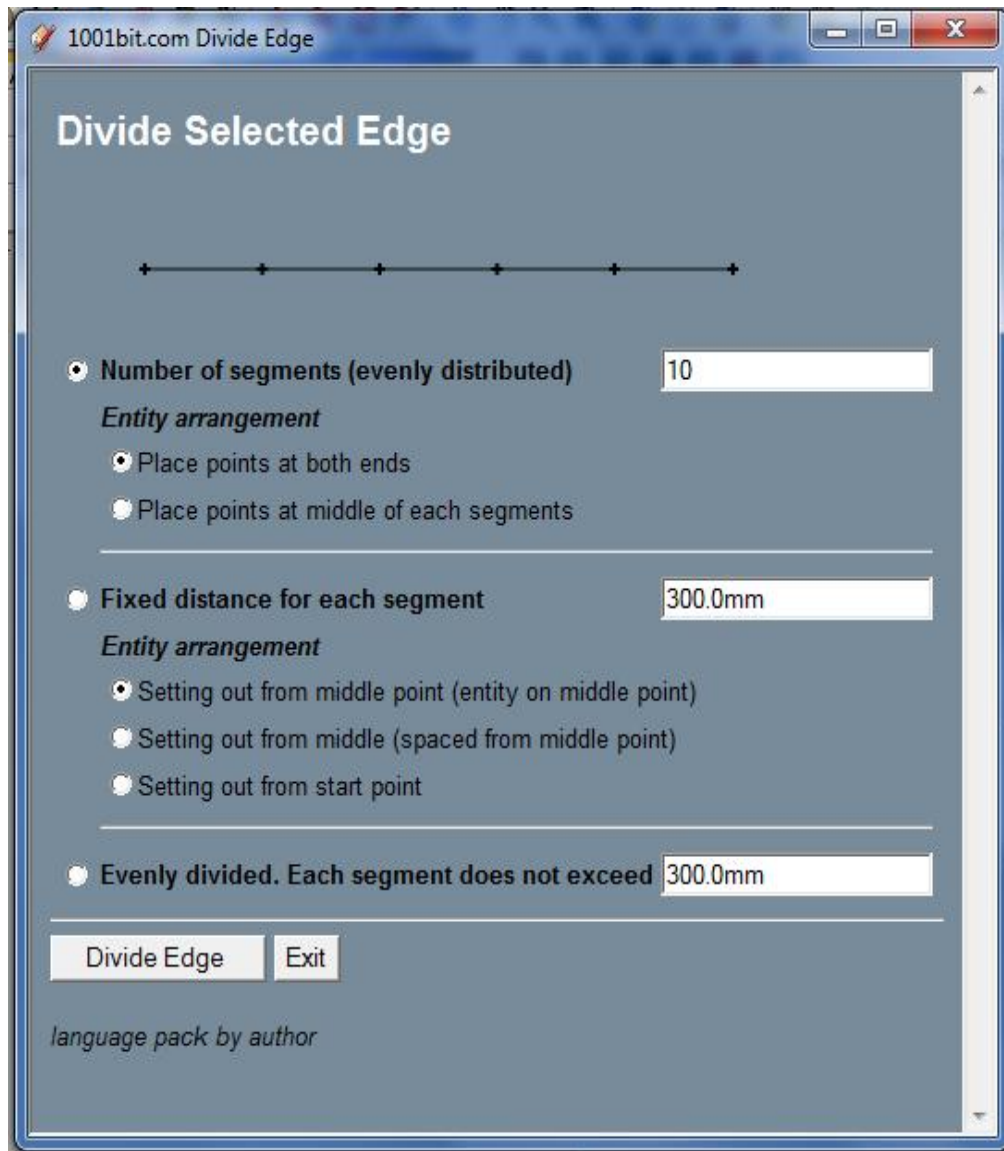 1001bit.com Divide Edge
Divide Selected Edge
Number of segments (evenly distributed) 10
Entity arrangement
Place points at both ends
Place points at middle of each segments
Fixed distance for each segment 300.0mm
Entity arrangement
Setting out from middle point (entity on middle point)
Setting out from middle (spaced from middle point)
Setting out from start point
Evenly divided. Each segment does not exceed 300.0mm
Divide Edge Exit
language pack by author